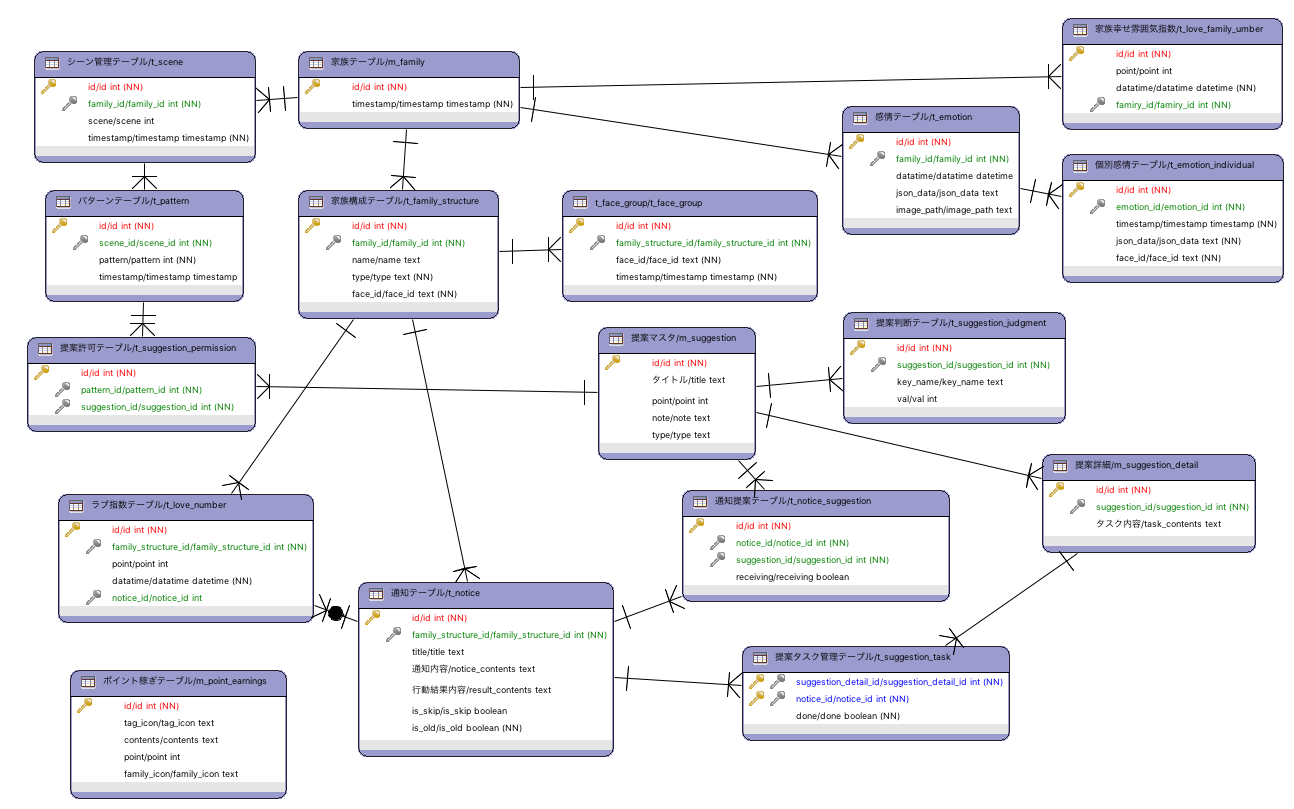 シーン管理テーブル/t_scene
id/id int (NN)
family_id/family_id int (NN)
scene/scene int
timestamp/timestamp timestamp (NN)
家族テーブル/m_family
id/id int (NN)
timestamp/timestamp timestamp (NN)
家族幸せ雰囲気指数/t_love_family_umber
id/id int (NN)
point/point int
datatime/datatime datetime (NN)
famiry_id/famiry_id int (NN)
感情テーブル/t_emotion
id/id int (NN)
family_id/family_id int (NN)
datatime/datatime datetime
json_data/json_data text
image_path/image_path text
個別感情テーブル/t_emotion_individual
id/id int (NN)
emotion_id/emotion_id int (NN)
timestamp/timestamp timestamp (NN)
json_data/json_data text (NN)
face_id/face_id text (NN)
パターンテーブル/t_pattern
id/id int (NN)
scene_id/scene_id int (NN)
pattern/pattern int (NN)
timestamp/timestamp timestamp
家族構成テーブル/t_family_structure
id/id int (NN)
family_id/family_id int (NN)
name/name text
type/type text (NN)
face_id/face_id text (NN)
t_face_group/t_face_group
id/id int (NN)
family_structure_id/family_structure_id int (NN)
face_id/face_id text (NN)
timestamp/timestamp timestamp (NN)
提案許可テーブル/t_suggestion_permission
id/id int (NN)
pattern_id/pattern_id int (NN)
suggestion_id/suggestion_id int (NN)
提案マスタ/m_suggestion
id/id int (NN)
タイトル/title text
point/point int
note/note text
type/type text
提案判断テーブル/t_suggestion_judgment
id/id int (NN)
suggestion_id/suggestion_id int (NN)
key_name/key_name text
val/val int
提案詳細/m_suggestion_detail
id/id int (NN)
suggestion_id/suggestion_id int (NN)
タスク内容/task_contents text
ラブ指数テーブル/t_love_number
id/id int (NN)
family_structure_id/family_structure_id int (NN)
point/point int
datatime/datatime datetime (NN)
notice_id/notice_id int
通知提案テーブル/t_notice_suggestion
id/id int (NN)
notice_id/notice_id int (NN)
suggestion_id/suggestion_id int (NN)
receiving/receiving boolean
通知テーブル/t_notice
id/id int (NN)
family_structure_id/family_structure_id int (NN)
title/title text
通知内容/notice_contents text
行動結果内容/result_contents text
is_skip/is_skip boolean
is_old/is_old boolean (NN)
提案タスク管理テーブル/t_suggestion_task
suggestion_detail_id/suggestion_detail_id int (NN)
notice_id/notice_id int (NN)
done/done boolean (NN)
ポイント稼ぎテーブル/m_point_earnings
id/id int (NN)
tag_icon/tag_icon text
contents/contents text
point/point int
family_icon/family_icon text